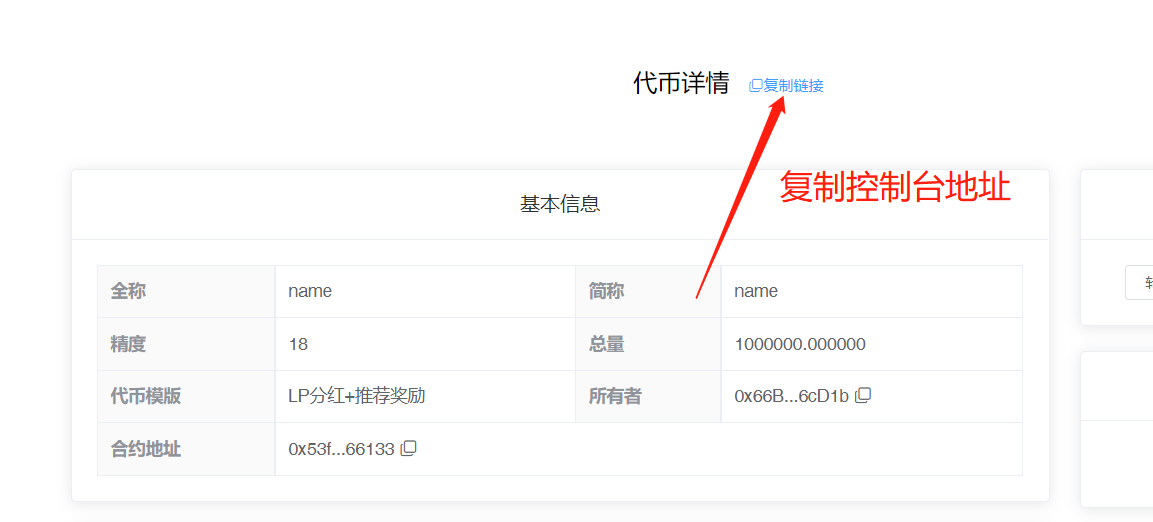 代币详情 复制链接
复制控制台地址
基本信息
全称 name 简称 name
精度 18 总量 1000000.000000
代币模版 LP分红+推荐奖励 所有者 0x66B...6cD1b
合约地址 0x53f...66133